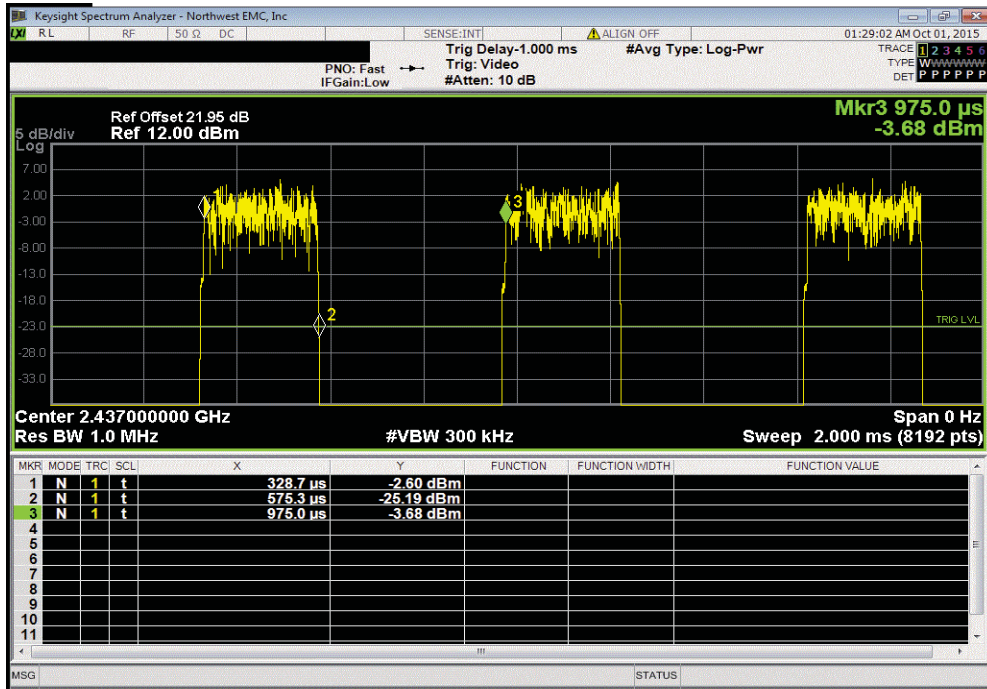 Keysight Spectrum Analyzer - Northwest EMC, Inc
LXI RL RF 50 Ω DC SENSE:INT ALIGN OFF 01:29:02 AM Oct 01, 2015
Trig Delay-1.000 ms #Avg Type: Log-Pwr TRACE 1 2 3 4 5 6
PNO: Fast Trig: Video TYPE WWWWWW
IFGain:Low #Atten: 10 dB DET P P P P P P
Mkr3 975.0 µs
-3.68 dBm
Ref Offset 21.95 dB
5 dB/div Ref 12.00 dBm
Log
7.00
2.00
-3.00
-8.00
-13.0
-18.0
-23.0
-28.0
-33.0
1
2
3
TRIG LVL
Center 2.437000000 GHz Span 0 Hz
Res BW 1.0 MHz #VBW 300 kHz Sweep 2.000 ms (8192 pts)
MKR MODE TRC SCL X Y FUNCTION FUNCTION WIDTH FUNCTION VALUE
1 N 1 t 328.7 µs -2.60 dBm
2 N 1 t 575.3 µs -25.19 dBm
3 N 1 t 975.0 µs -3.68 dBm
4
5
6
7
8
9
10
11
MSG STATUS